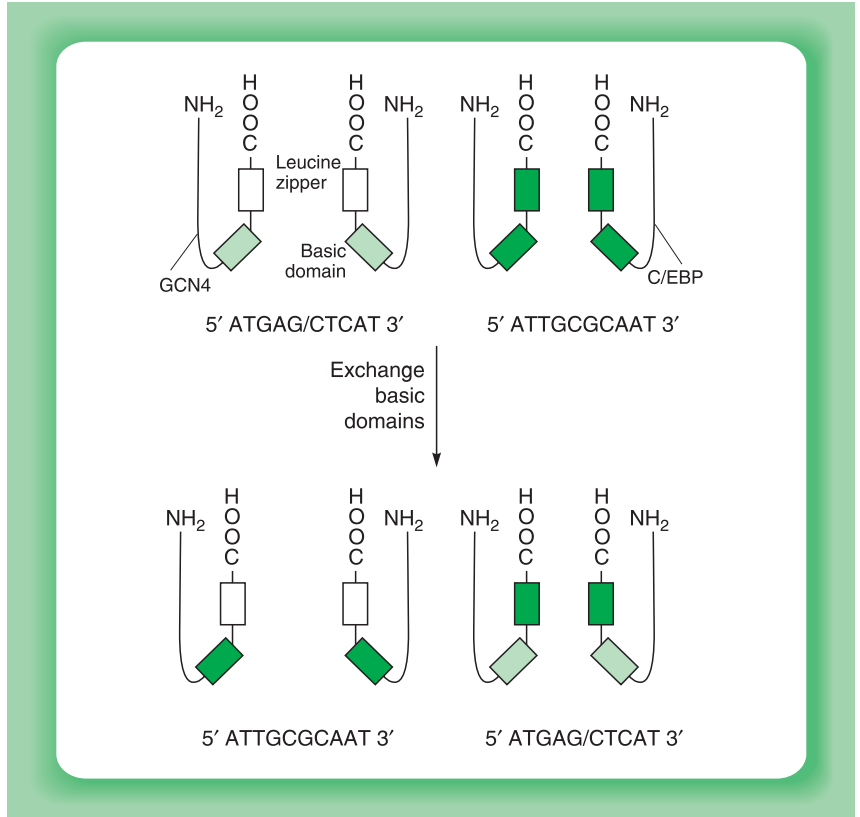 NH₂
H
O
O
C
H
O
O
C
NH₂
NH₂
H
O
O
C
H
O
O
C
NH₂
Leucine
zipper
Basic
domain
GCN4
C/EBP
5′ ATGAG/CTCAT 3′
5′ ATTGCGCAAT 3′
Exchange
basic
domains
NH₂
H
O
O
C
H
O
O
C
NH₂
NH₂
H
O
O
C
H
O
O
C
NH₂
5′ ATTGCGCAAT 3′
5′ ATGAG/CTCAT 3′